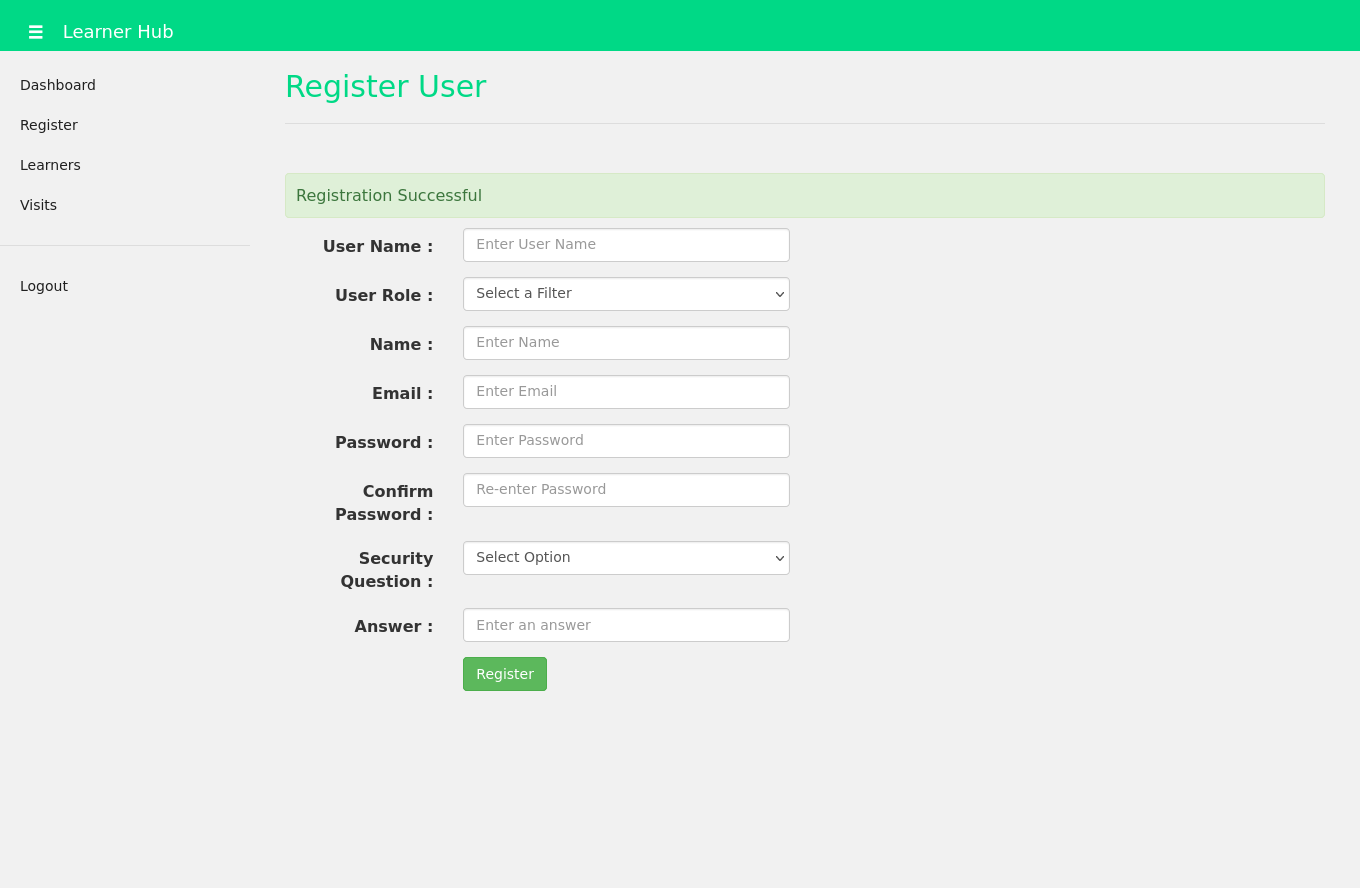 Learner Hub
Dashboard
Register
Learners
Visits
Logout
Register User
Registration Successful
User Name :
Enter User Name
User Role :
Select a Filter
Name :
Enter Name
Email :
Enter Email
Password :
Enter Password
Confirm
Password :
Re-enter Password
Security
Question :
Select Option
Answer :
Enter an answer
Register